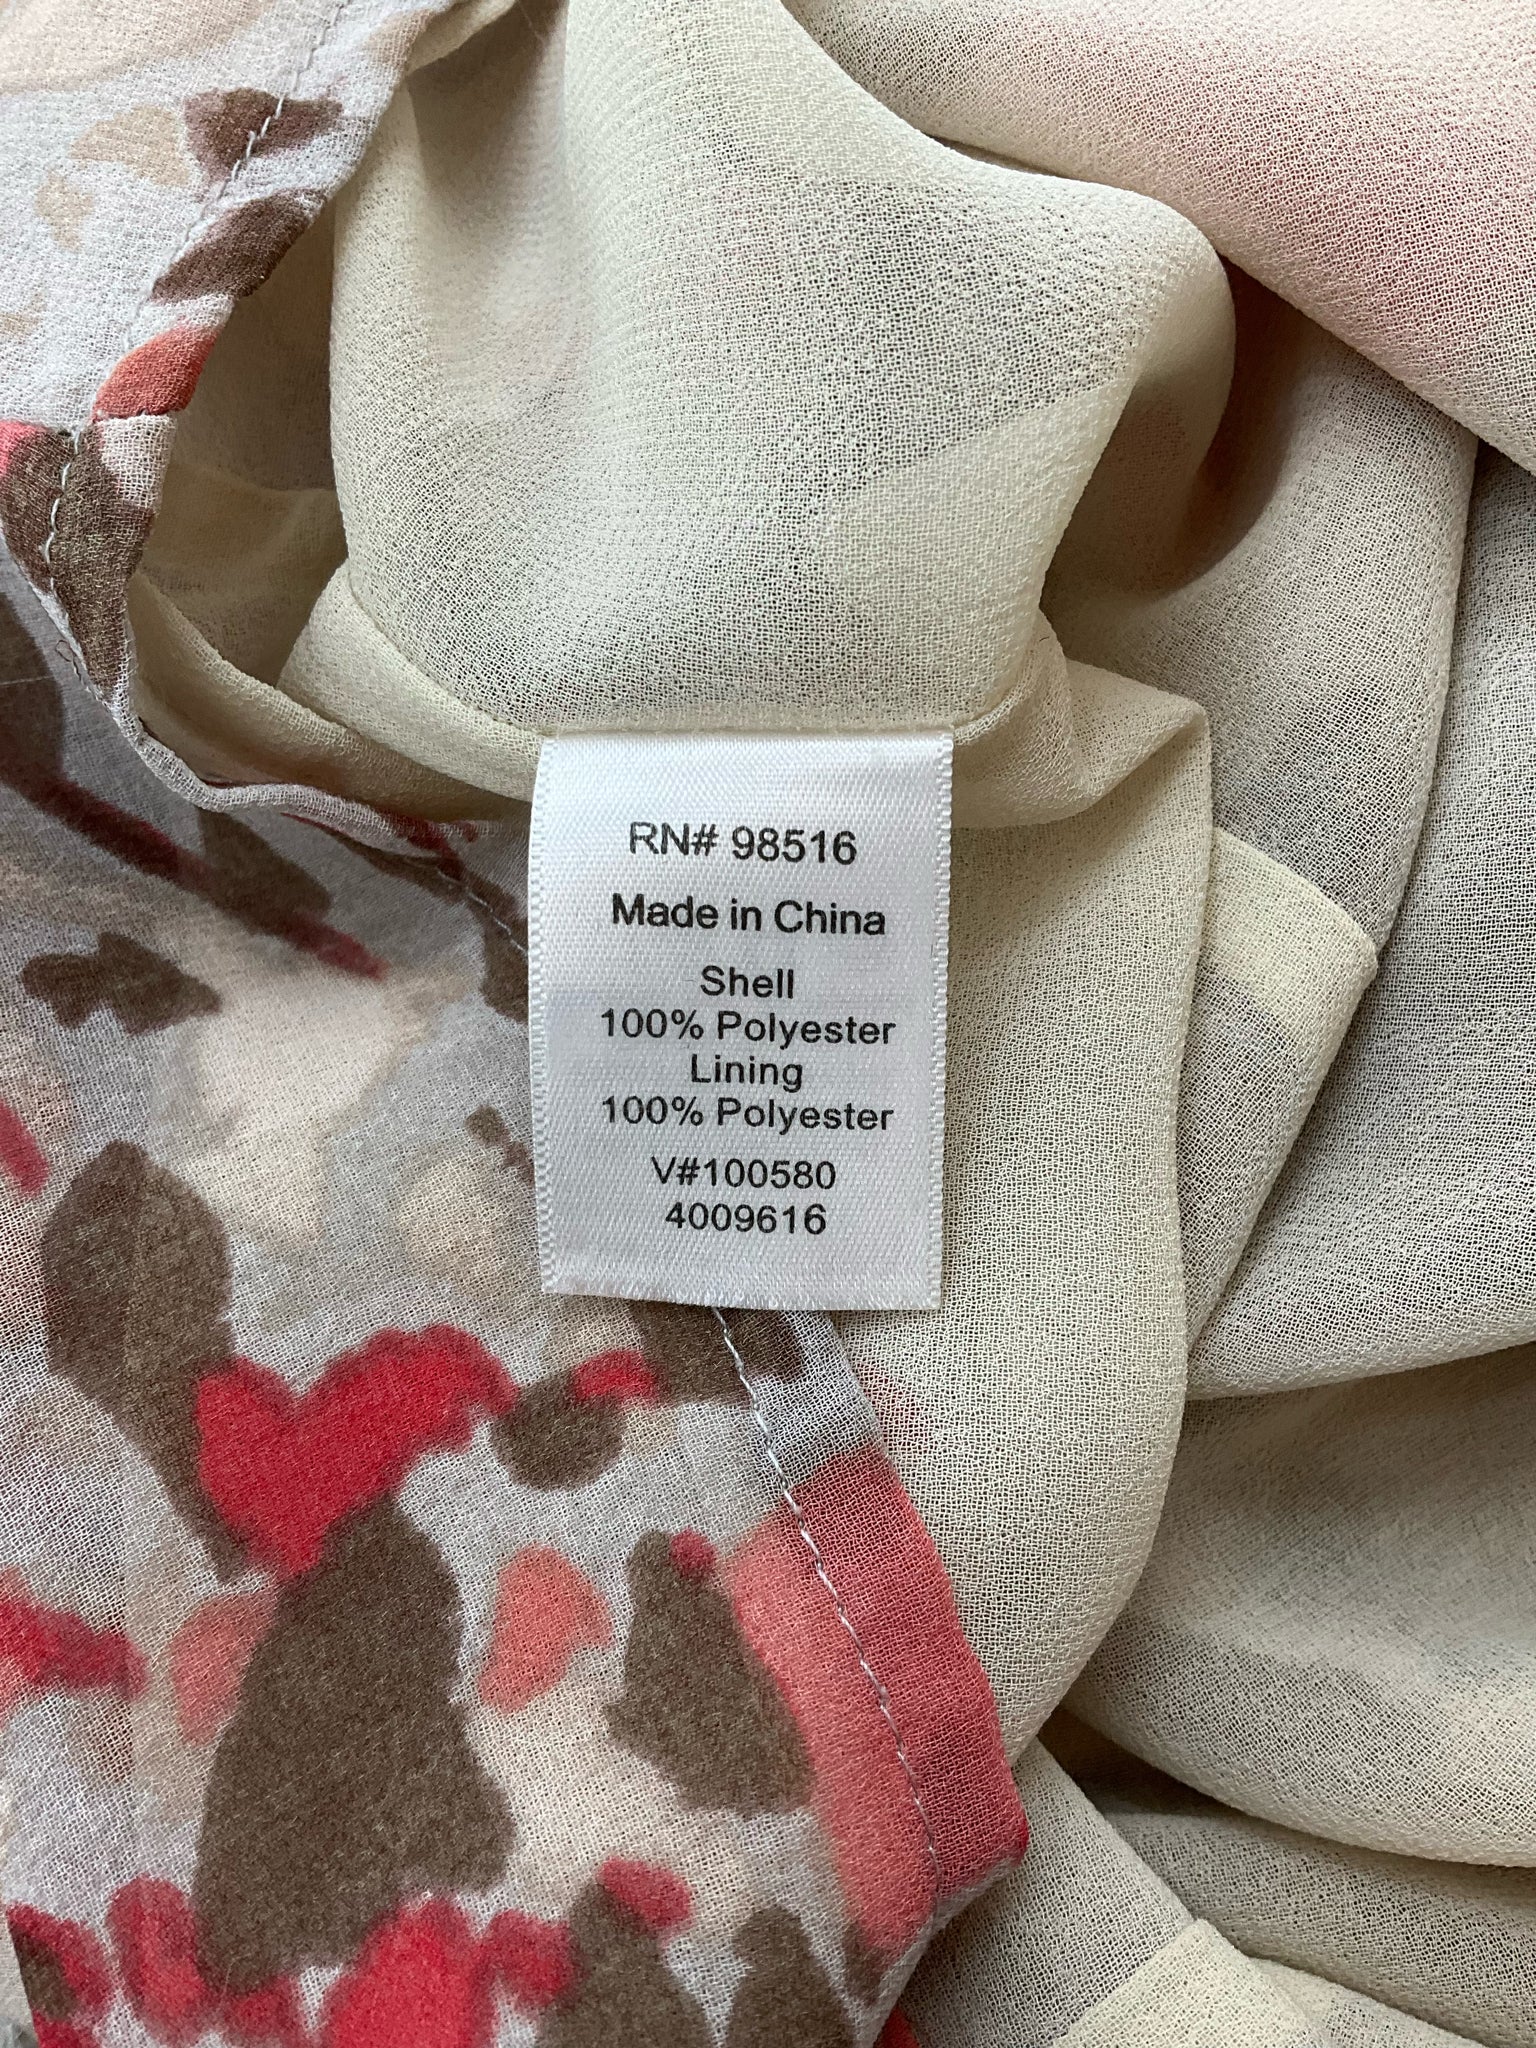 RN# 98516
Made in China
Shell
100% Polyester
Lining
100% Polyester
V#100580
4009616